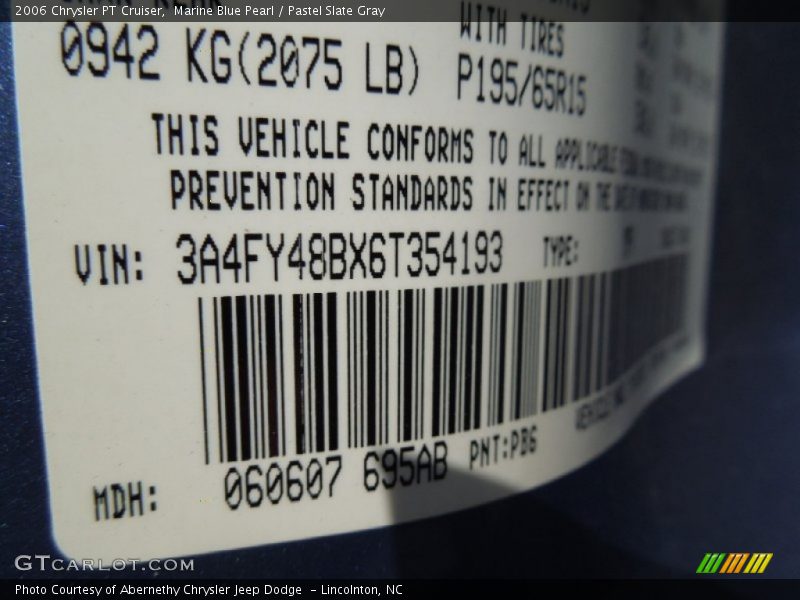 2006 Chrysler PT Cruiser, Marine Blue Pearl / Pastel Slate Gray
WITH TIRES
0942 KG(2075 LB) P195/65R15
THIS VEHICLE CONFORMS TO ALL APPLICABLE
PREVENTION STANDARDS IN EFFECT ON THE
VIN: 3A4FY48BX6T354193 TYPE:
MDH: 060607 695AB PNT:PB6
GTCARLOT.COM
Photo Courtesy of Abernethy Chrysler Jeep Dodge - Lincolnton, NC